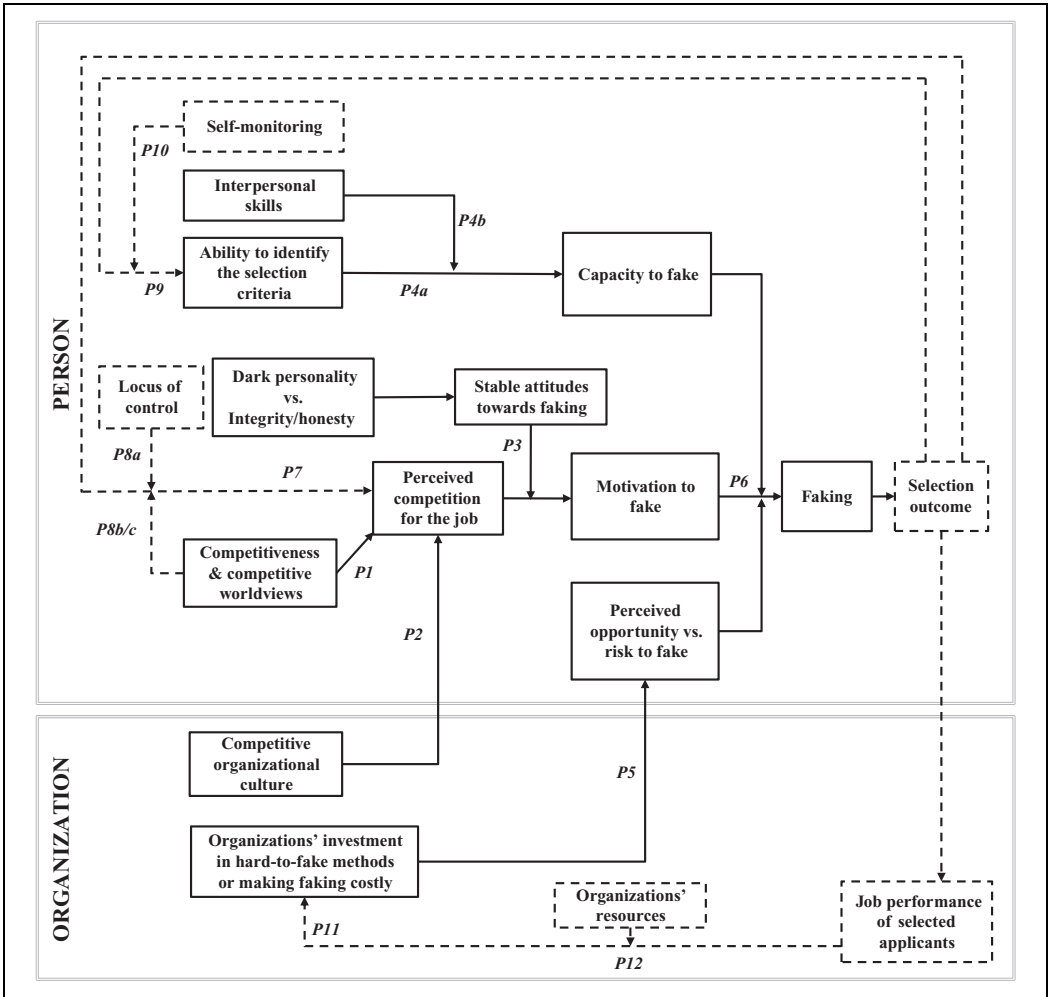 PERSON
Self-monitoring
P10
Interpersonal
skills
P4b
Ability to identify
the selection
criteria
P9
P4a
Capacity to fake
Locus of
control
Dark personality
vs.
Integrity/honesty
Stable attitudes
towards faking
P8a
P3
P7
Perceived
competition
for the job
Motivation to
fake
P6
Faking
Selection
outcome
P8b/c
Competitiveness
& competitive
worldviews
P1
P2
Perceived
opportunity vs.
risk to fake
ORGANIZATION
Competitive
organizational
culture
P5
Organizations’ investment
in hard-to-fake methods
or making faking costly
Organizations’
resources
Job performance
of selected
applicants
P11
P12